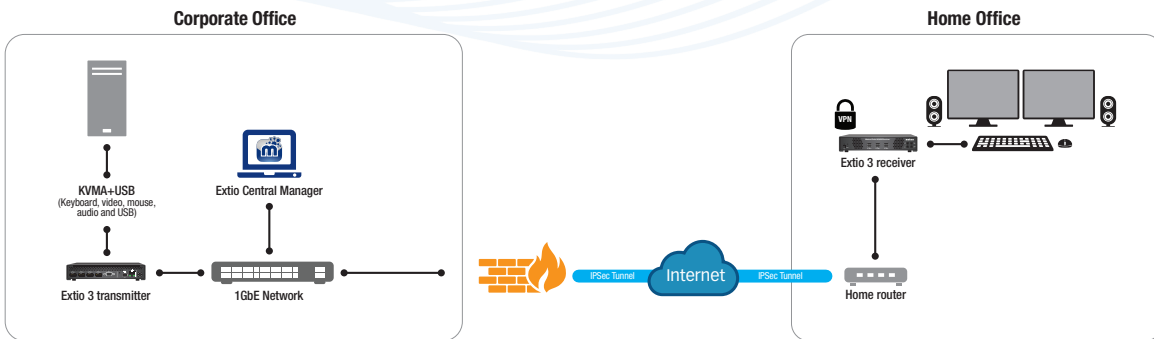 Corporate Office
Home Office
VPN
m
KVMA+USB
(Keyboard, video, mouse,
audio and USB)
Extio Central Manager
Extio 3 receiver
IPSec Tunnel
Internet
IPSec Tunnel
Extio 3 transmitter
1GbE Network
Home router